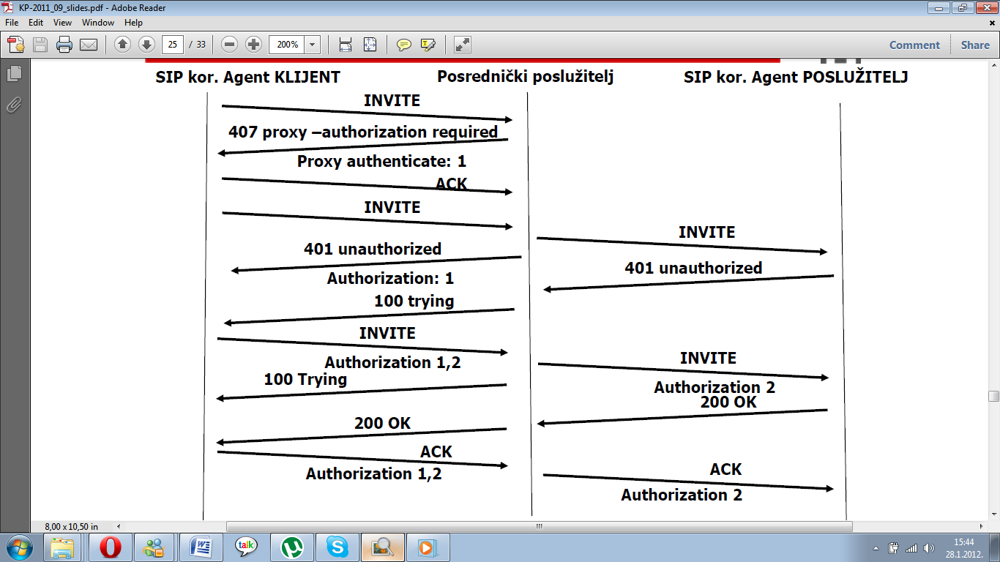 KP-2011_09_slides.pdf - Adobe Reader
File Edit View Window Help
25 / 33 200% Comment Share
SIP kor. Agent KLIJENT Posrednički poslužitelj SIP kor. Agent POSLUŽITELJ
INVITE
407 proxy –authorization required
Proxy authenticate: 1
ACK
INVITE
INVITE
401 unauthorized
401 unauthorized
Authorization: 1
100 trying
INVITE
Authorization 1,2
INVITE
100 Trying
Authorization 2
200 OK
200 OK
ACK
Authorization 1,2
ACK
Authorization 2
8,00 x 10,50 in
talk
15:44
28.1.2012.